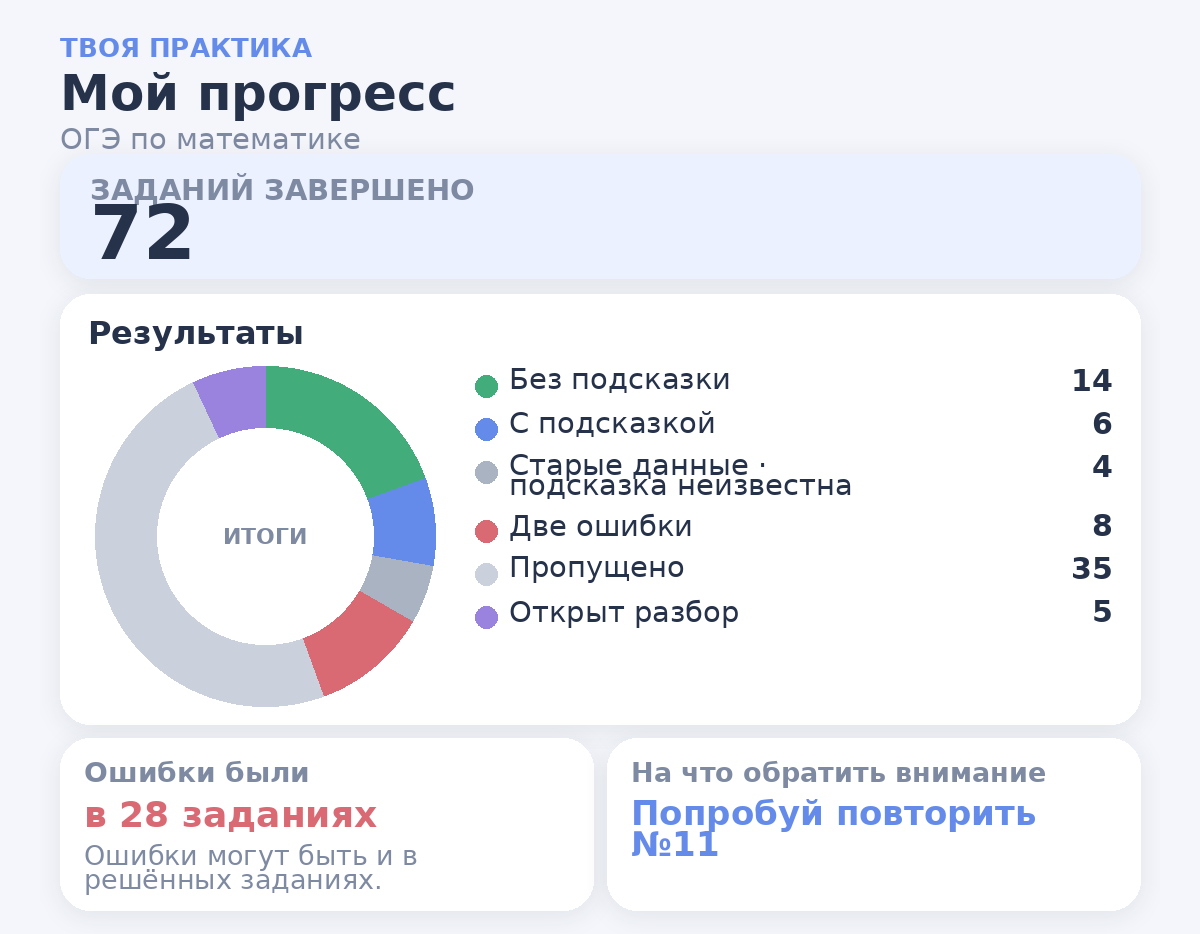 ТВОЯ ПРАКТИКА
Мой прогресс
ОГЭ по математике
ЗАДАНИЙ ЗАВЕРШЕНО
72
Результаты
ИТОГИ
Без подсказки 14
С подсказкой 6
Старые данные · 4
подсказка неизвестна
Две ошибки 8
Пропущено 35
Открыт разбор 5
Ошибки были
в 28 заданиях
Ошибки могут быть и в
решённых заданиях.
На что обратить внимание
Попробуй повторить
№11